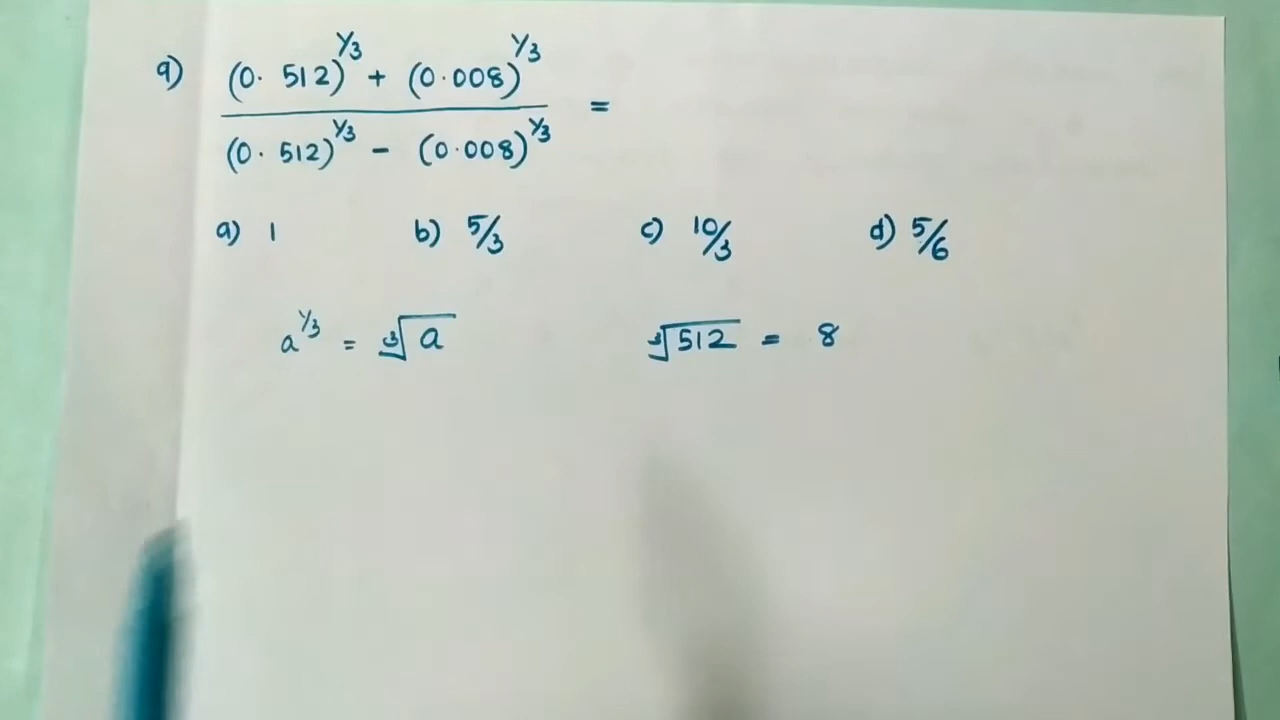 9) (0.512)^1/3 + (0.008)^1/3
(0.512)^1/3 - (0.008)^1/3 =
a) 1 b) 5/3 c) 10/3 d) 5/6
a^1/3 = ∛a ∛512 = 8